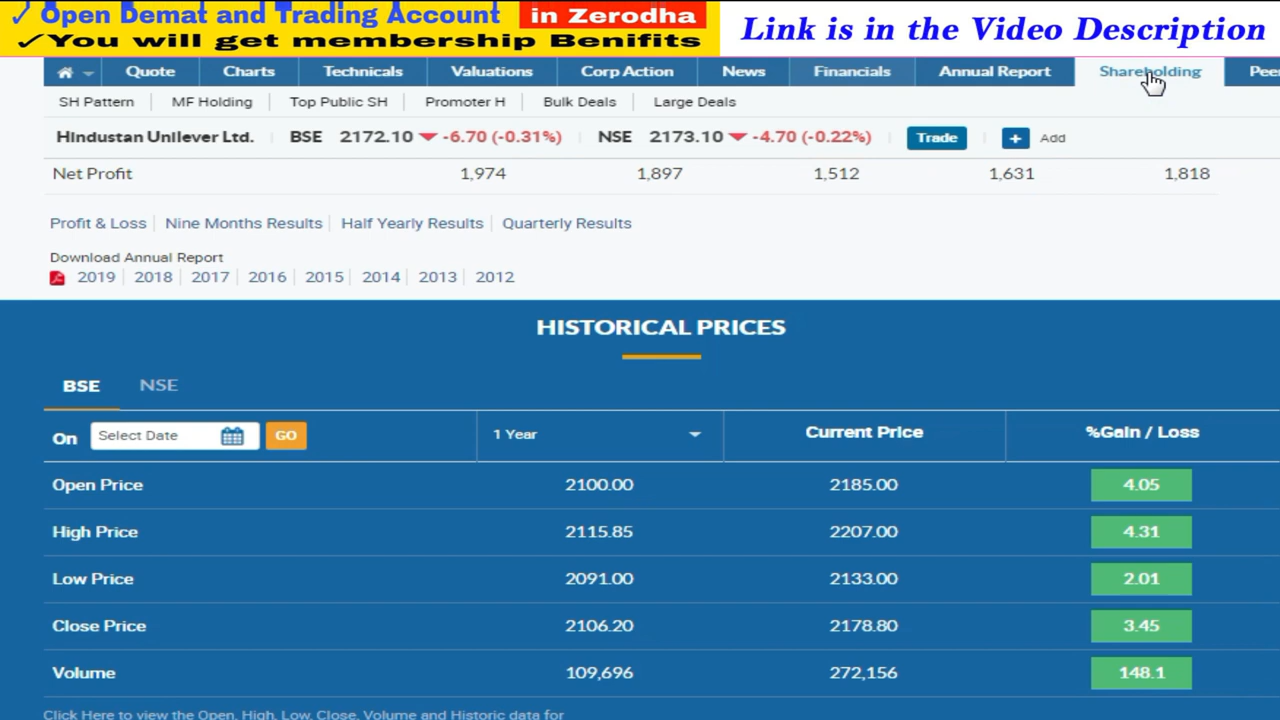 ✓ Open Demat and Trading Account in Zerodha
✓You will get membership Benifits
Link is in the Video Description
Quote Charts Technicals Valuations Corp Action News Financials Annual Report Shareholding Peer
SH Pattern MF Holding Top Public SH Promoter H Bulk Deals Large Deals
Hindustan Unilever Ltd. BSE 2172.10 -6.70 (-0.31%) NSE 2173.10 -4.70 (-0.22%) Trade + Add
Net Profit 1,974 1,897 1,512 1,631 1,818
Profit & Loss Nine Months Results Half Yearly Results Quarterly Results
Download Annual Report
2019 2018 2017 2016 2015 2014 2013 2012
HISTORICAL PRICES
BSE NSE
On Select Date GO 1 Year Current Price %Gain / Loss
Open Price 2100.00 2185.00 4.05
High Price 2115.85 2207.00 4.31
Low Price 2091.00 2133.00 2.01
Close Price 2106.20 2178.80 3.45
Volume 109,696 272,156 148.1
Click Here to view the Open, High, Low, Close, Volume and Historic data for